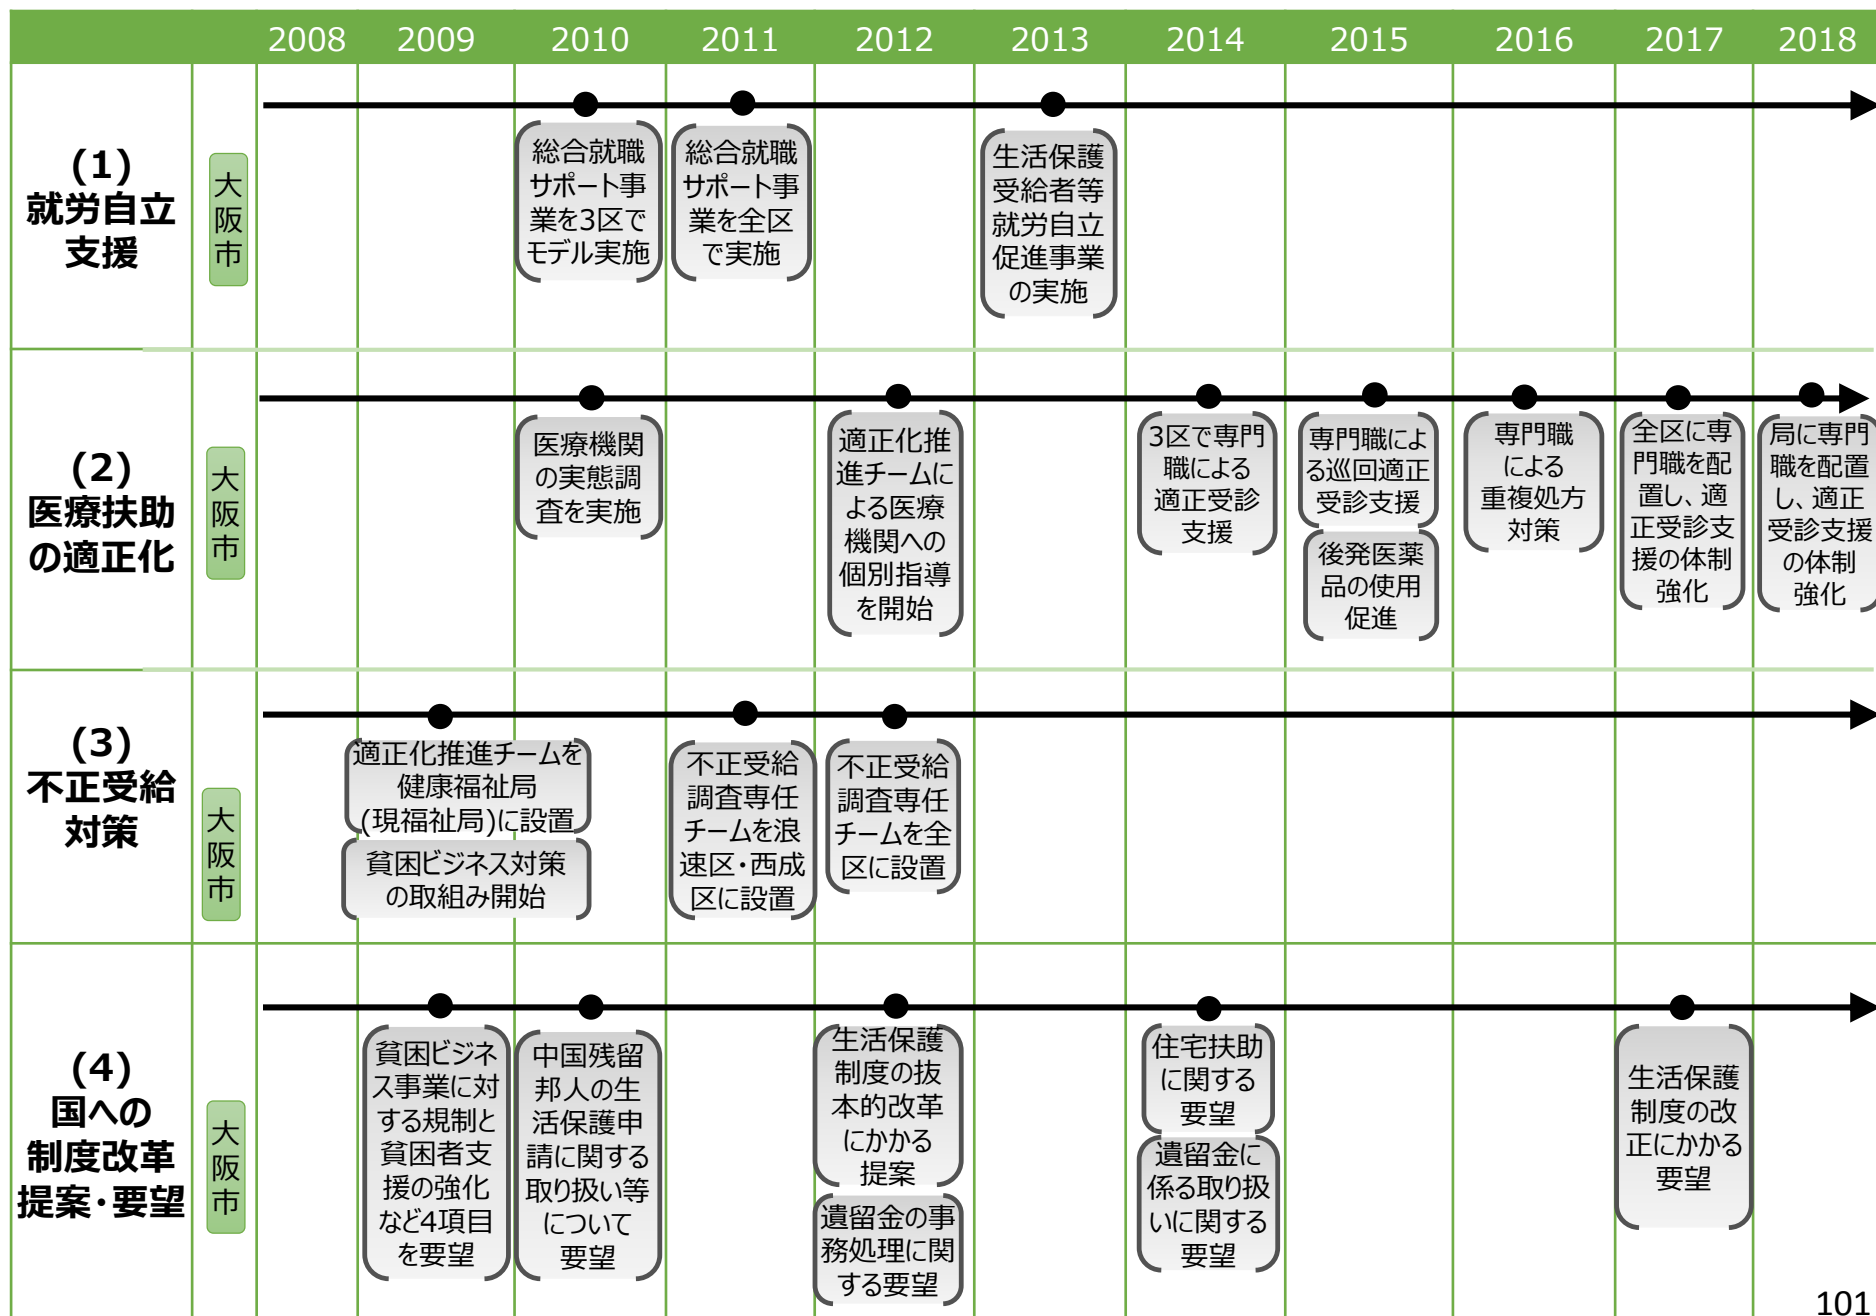 2008 2009 2010 2011 2012 2013 2014 2015 2016 2017 2018
(1)
就労自立
支援
大
阪
市
総合就職
サポート事
業を3区で
モデル実施
総合就職
サポート事
業を全区
で実施
生活保護
受給者等
就労自立
促進事業
の実施
(2)
医療扶助
の適正化
大
阪
市
医療機関
の実態調
査を実施
適正化推
進チームに
よる医療
機関への
個別指導
を開始
3区で専門
職による
適正受診
支援
専門職によ
る巡回適正
受診支援
後発医薬
品の使用
促進
専門職
による
重複処方
対策
全区に専
門職を配
置し、適
正受診支
援の体制
強化
局に専門
職を配置
し、適正
受診支援
の体制
強化
(3)
不正受給
対策
大
阪
市
適正化推進チームを
健康福祉局
(現福祉局)に設置
貧困ビジネス対策
の取組み開始
不正受給
調査専任
チームを浪
速区・西成
区に設置
不正受給
調査専任
チームを全
区に設置
(4)
国への
制度改革
提案・要望
大
阪
市
貧困ビジネ
ス事業に対
する規制と
貧困者支
援の強化
など4項目
を要望
中国残留
邦人の生
活保護申
請に関する
取り扱い等
について
要望
生活保護
制度の抜
本的改革
にかかる
提案
遺留金の事
務処理に関
する要望
住宅扶助
に関する
要望
遺留金に
係る取り扱
いに関する
要望
生活保護
制度の改
正にかかる
要望
101